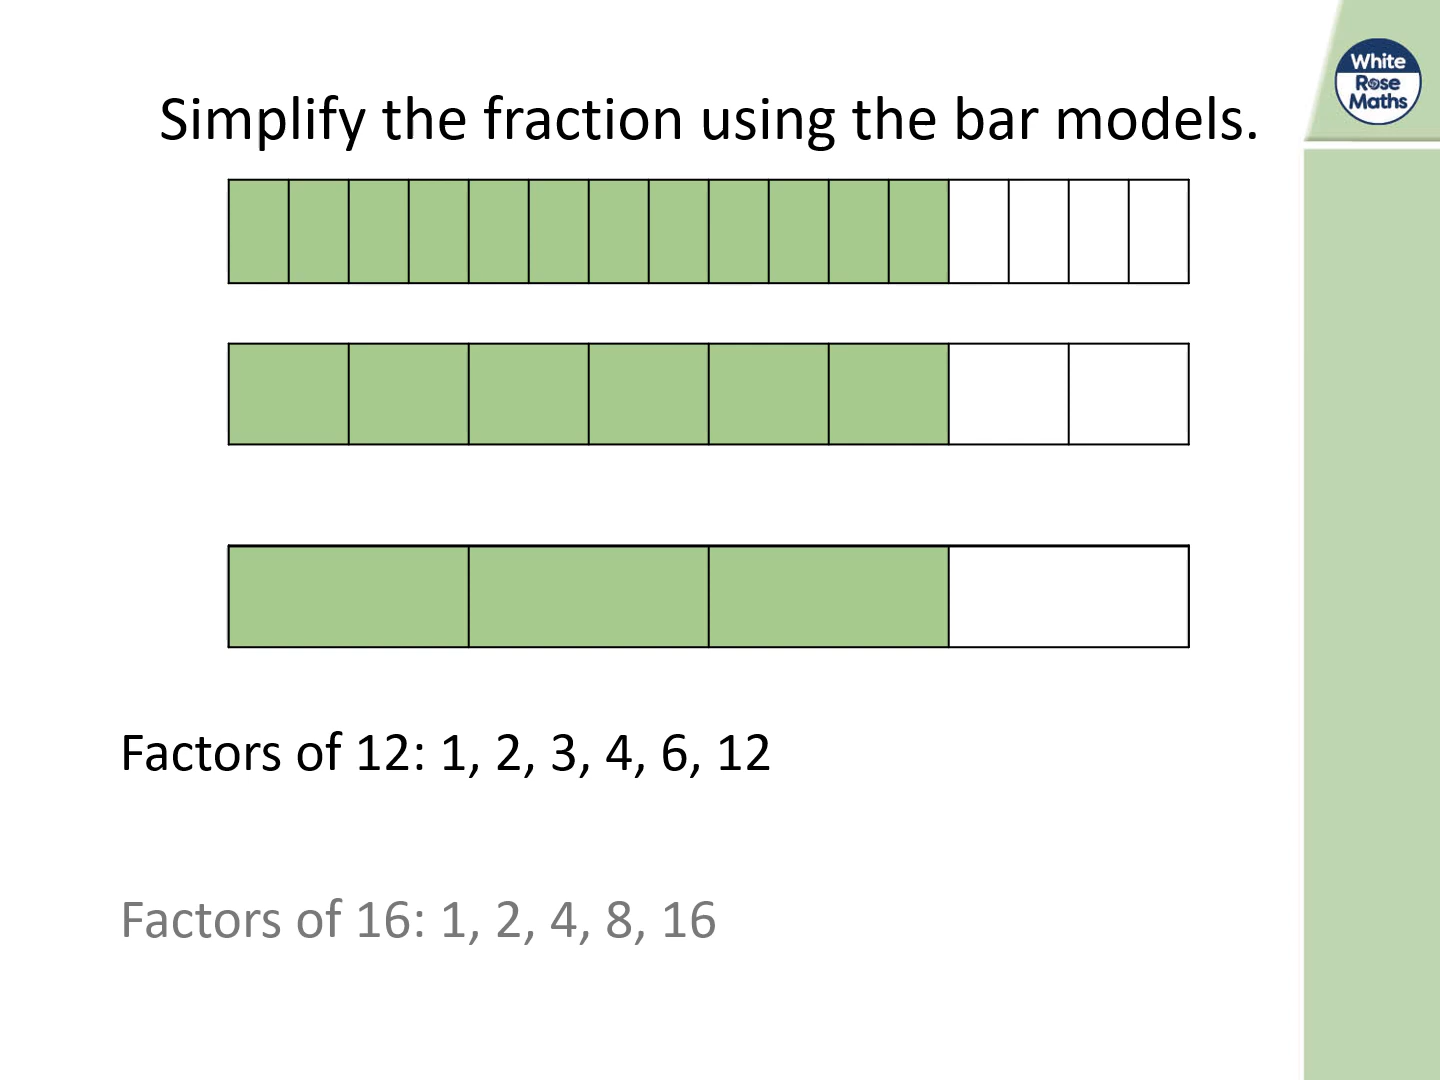 White
Rose
Maths
Simplify the fraction using the bar models.
Factors of 12: 1, 2, 3, 4, 6, 12
Factors of 16: 1, 2, 4, 8, 16